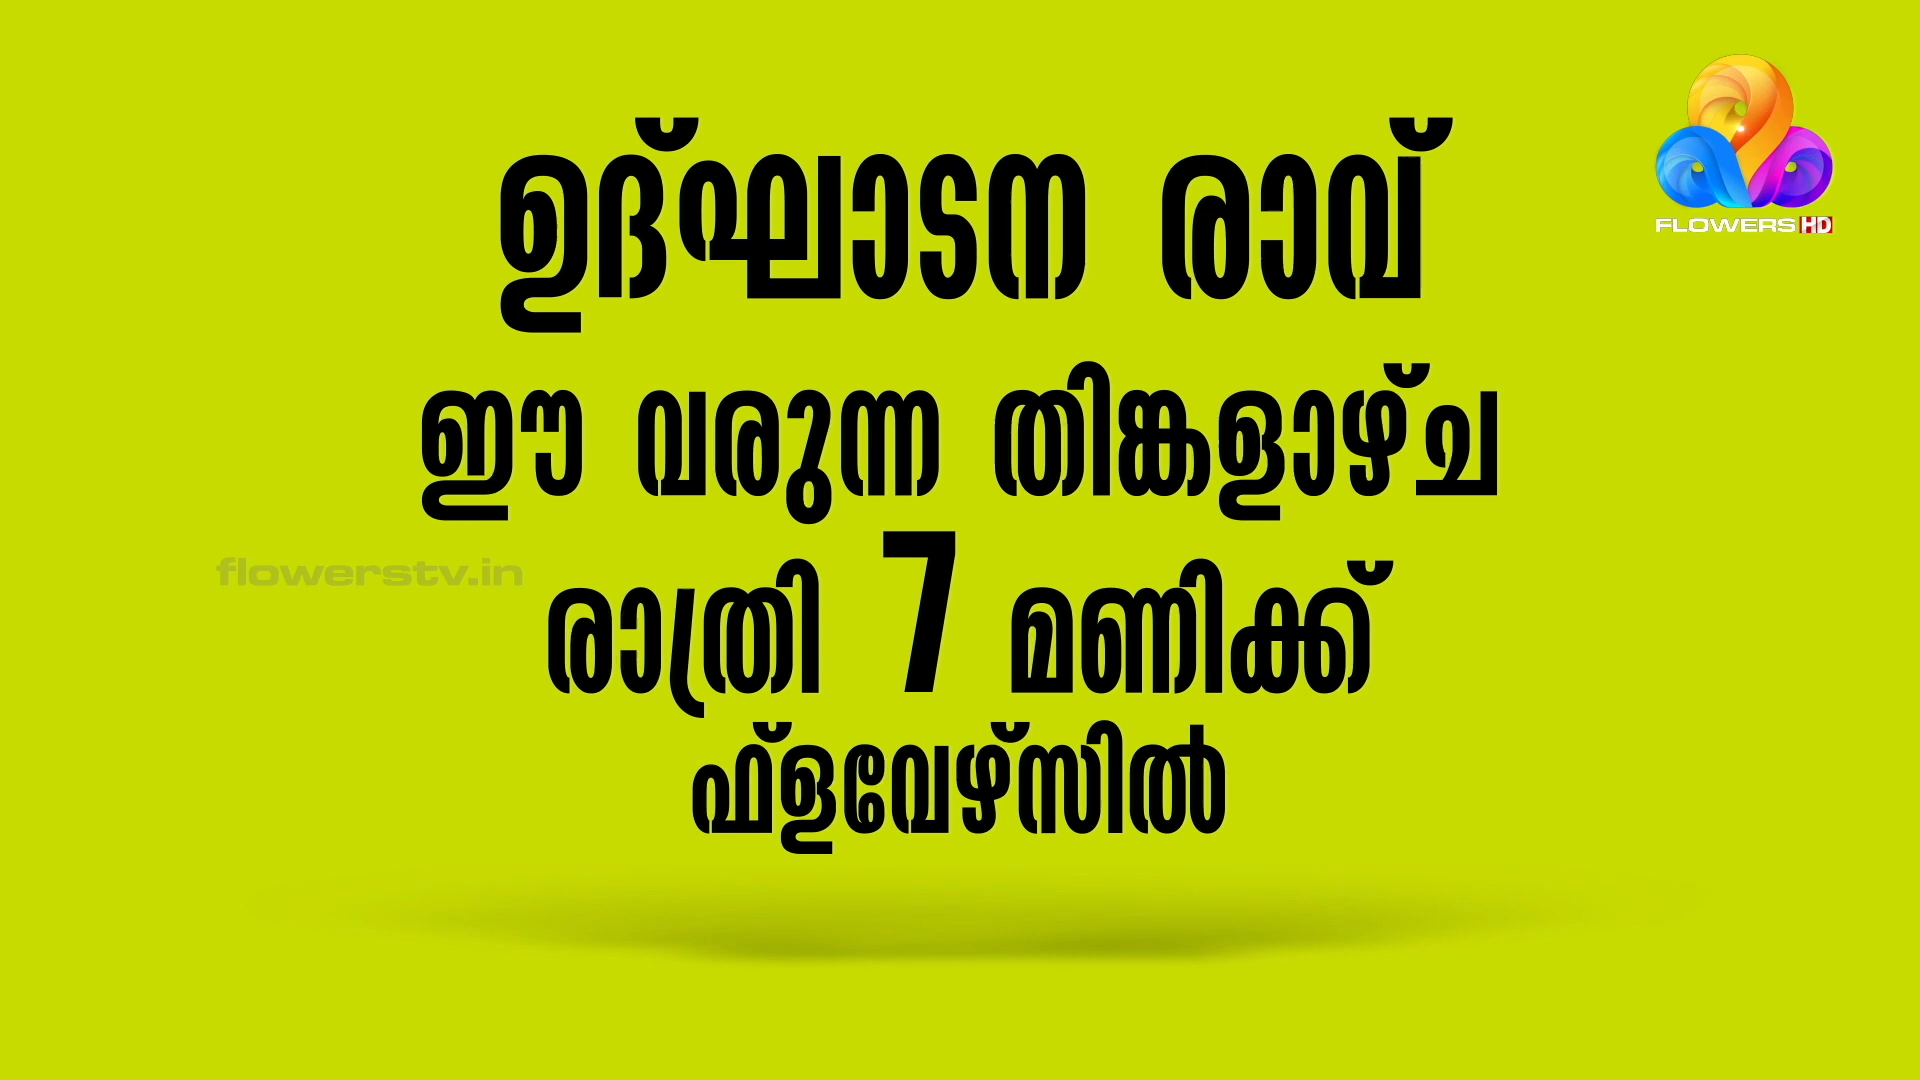 ഉദ്ഘാടന രാവ്
ഈ വരുന്ന തിങ്കളാഴ്ച
രാത്രി 7 മണിക്ക്
ഫ്ളവേഴ്സിൽ
flowerstv.in
FLOWERS HD